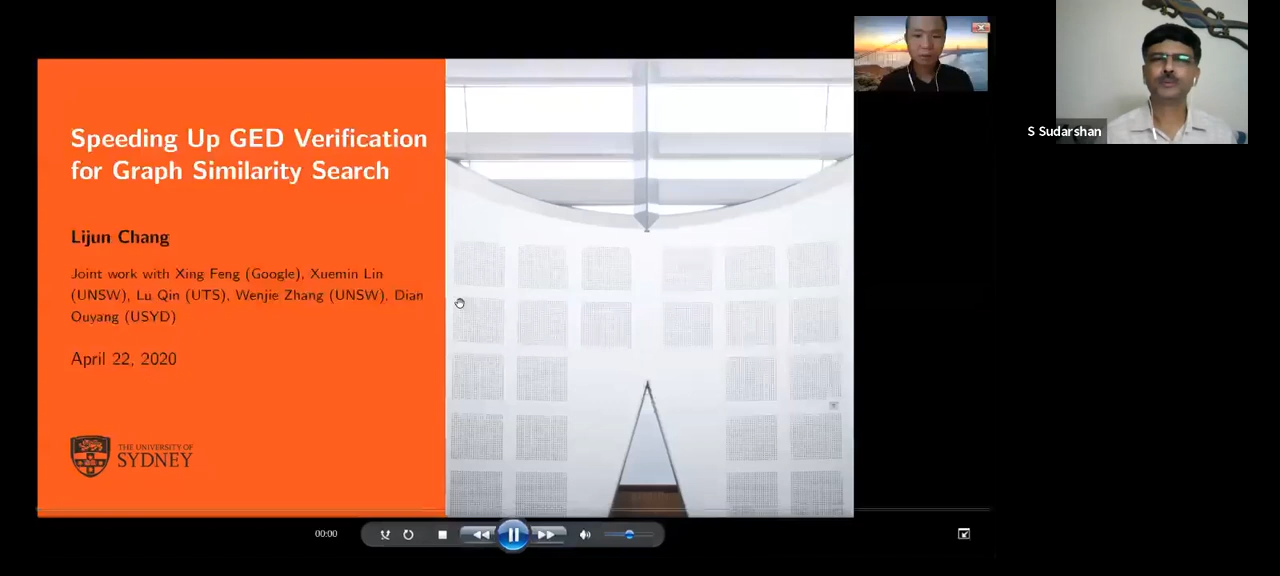 Speeding Up GED Verification
for Graph Similarity Search
Lijun Chang
Joint work with Xing Feng (Google), Xuemin Lin
(UNSW), Lu Qin (UTS), Wenjie Zhang (UNSW), Dian
Ouyang (USYD)
April 22, 2020
THE UNIVERSITY OF
SYDNEY
S Sudarshan
00:00